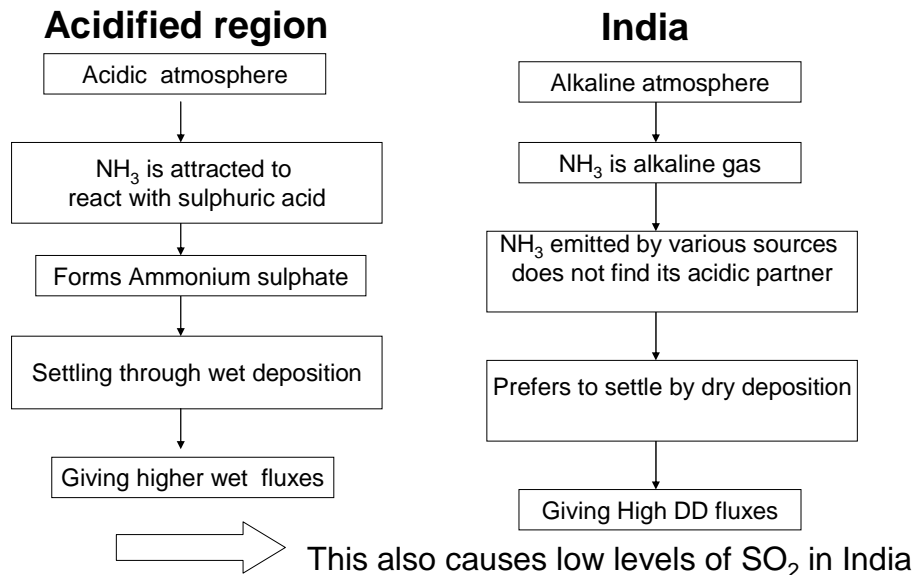 Acidified region
Acidic atmosphere
NH₃ is attracted to
react with sulphuric acid
Forms Ammonium sulphate
Settling through wet deposition
Giving higher wet fluxes
India
Alkaline atmosphere
NH₃ is alkaline gas
NH₃ emitted by various sources
does not find its acidic partner
Prefers to settle by dry deposition
Giving High DD fluxes
This also causes low levels of SO₂ in India